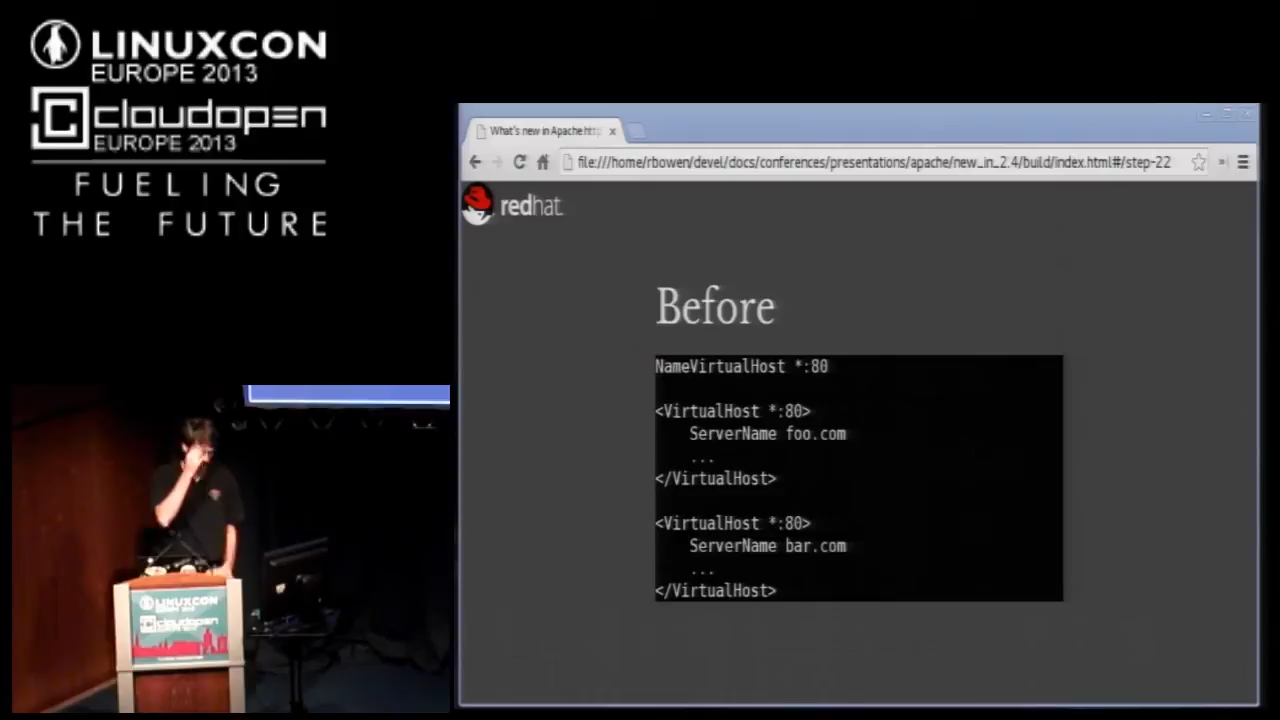 LINUXCON
EUROPE 2013
cloudopen
EUROPE 2013
FUELING
THE FUTURE
What's new in Apache
file:///home/rbowen/devel/docs/conferences/presentations/apache/new_in_2.4/build/index.html#/step-22
redhat
Before
NameVirtualHost *:80
<VirtualHost *:80>
ServerName foo.com
...
</VirtualHost>
<VirtualHost *:80>
ServerName bar.com
...
</VirtualHost>
LINUXCON
cloudopen